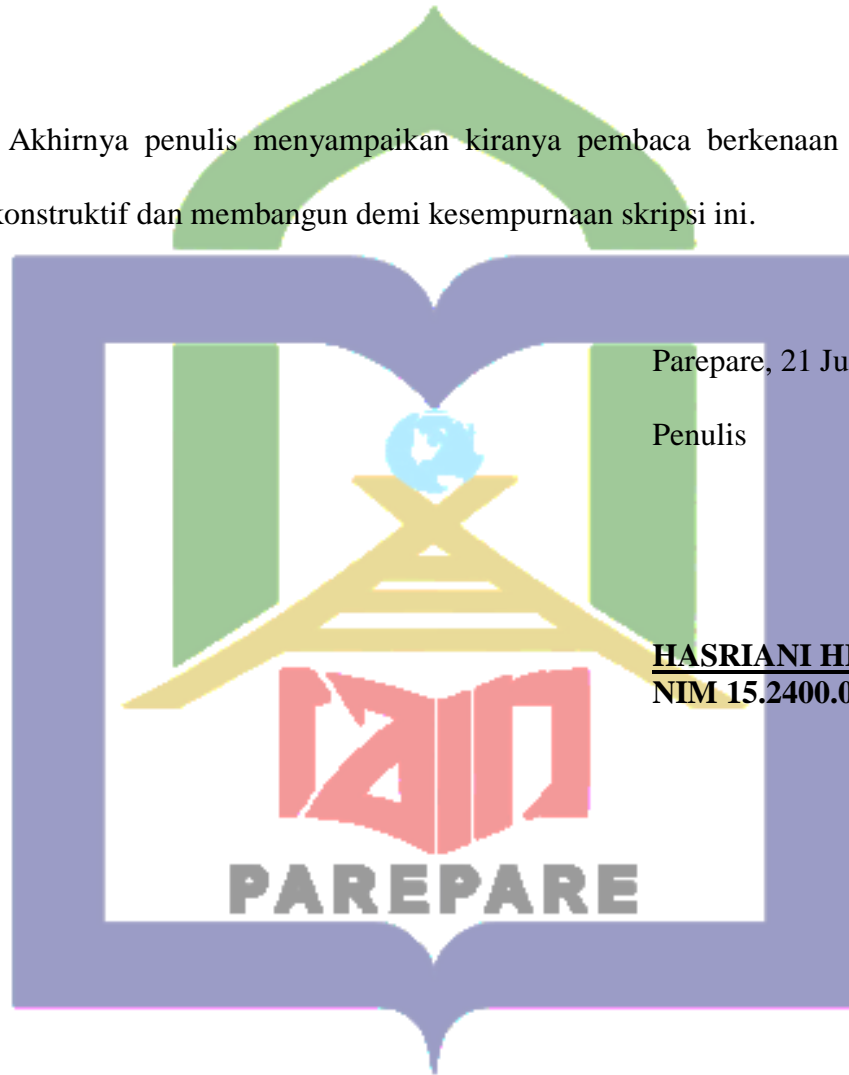 Akhirnya penulis menyampaikan kiranya pembaca berkenaan
konstruktif dan membangun demi kesempurnaan skripsi ini.
Parepare, 21 Ju
Penulis
HASRIANI
NIM 15.2400.0
iain
PAREPARE